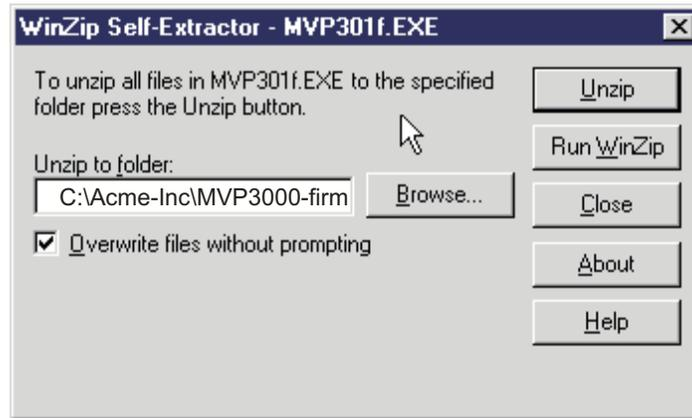 WinZip Self-Extractor - MVP301f.EXE
To unzip all files in MVP301f.EXE to the specified
folder press the Unzip button.
Unzip to folder:
C:\Acme-Inc\MVP3000-firm
Browse...
Overwrite files without prompting
Unzip
Run WinZip
Close
About
Help